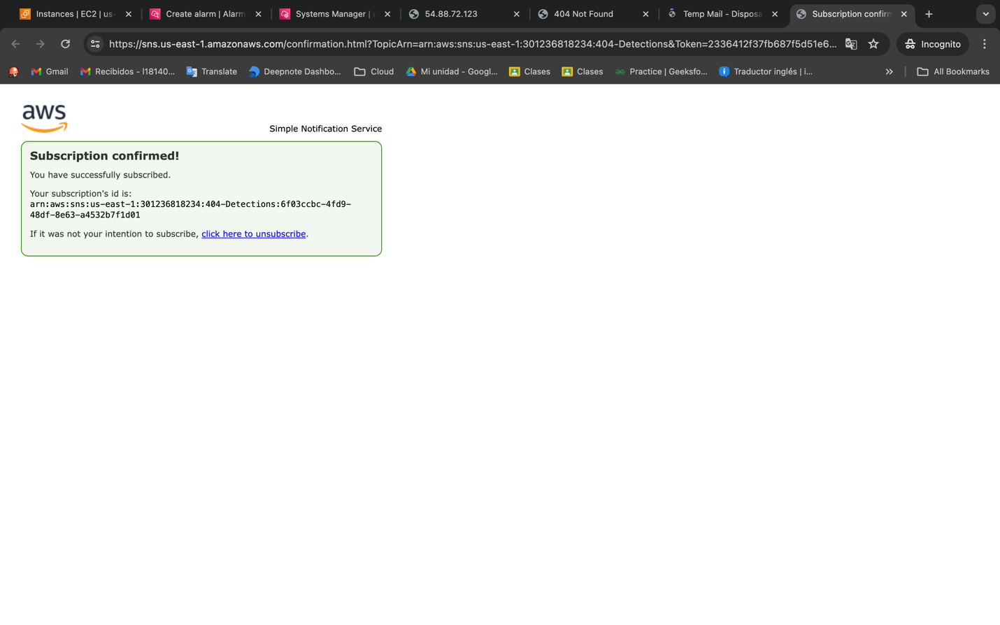 Instances | EC2 | us-
Create alarm | Alarm
Systems Manager | u
54.88.72.123
404 Not Found
Temp Mail - Disposa
Subscription confirm
https://sns.us-east-1.amazonaws.com/confirmation.html?TopicArn=arn:aws:sns:us-east-1:301236818234:404-Detections&Token=2336412f37fb687f5d51e6...
Incognito
Gmail
Recibidos - l18140...
Translate
Deepnote Dashbo...
Cloud
Mi unidad - Googl...
Clases
Clases
Practice | Geeksfo...
Traductor inglés | i...
All Bookmarks
aws
Simple Notification Service
Subscription confirmed!
You have successfully subscribed.
Your subscription's id is:
arn:aws:sns:us-east-1:301236818234:404-Detections:6f03ccbc-4fd9-
48df-8e63-a4532b7f1d01
If it was not your intention to subscribe, click here to unsubscribe.